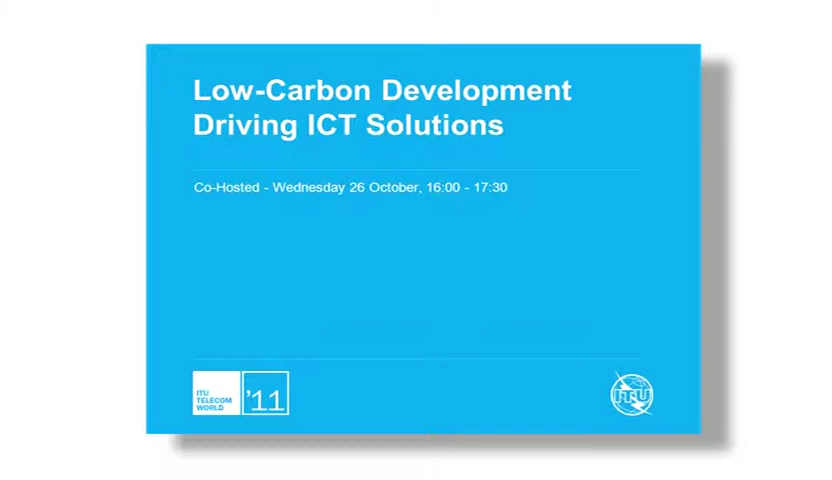 Low-Carbon Development
Driving ICT Solutions
Co-Hosted - Wednesday 26 October, 16:00 - 17:30
ITU
TELECOM
WORLD
'11
ITU